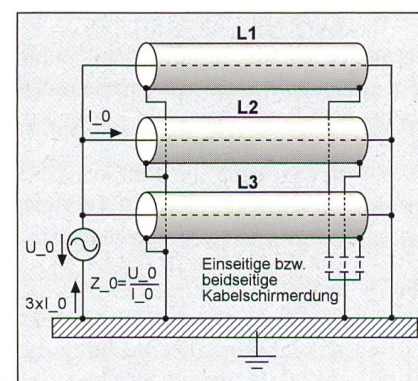 L1
I_0
L2
L3
U_0
Z_0=U_0/I_0
3xI_0
Einseitige bzw.
beidseitige
Kabelschirmerdung